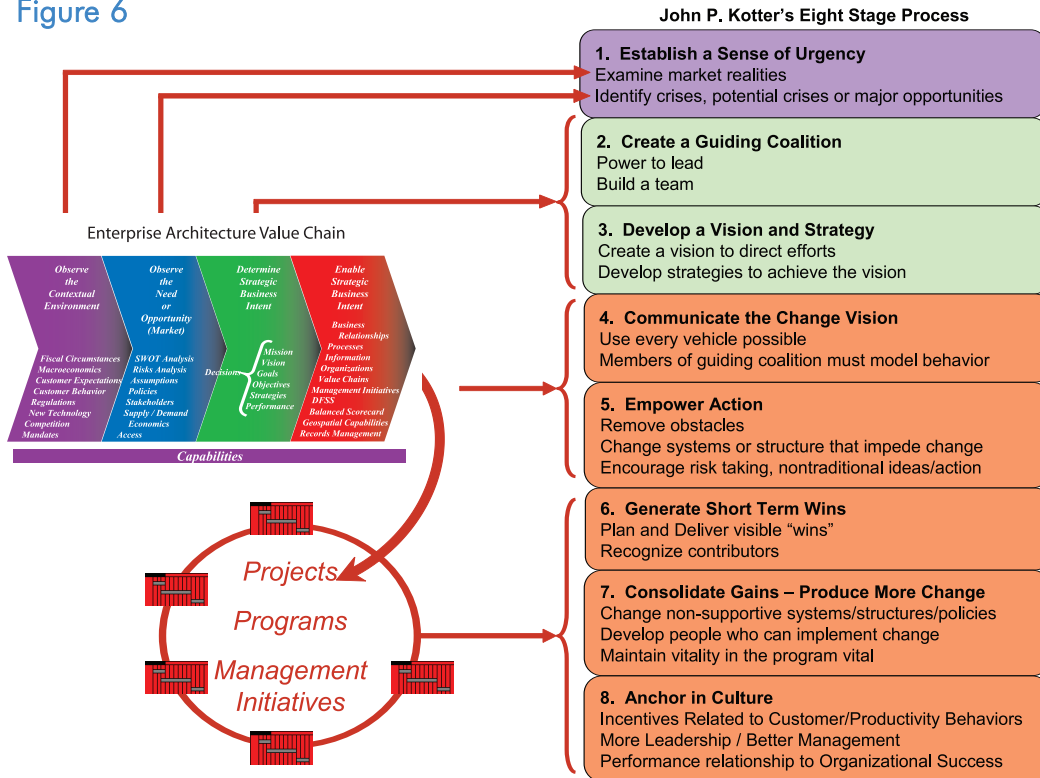 Figure 6
John P. Kotter's Eight Stage Process
1. Establish a Sense of Urgency
Examine market realities
Identify crises, potential crises or major opportunities
2. Create a Guiding Coalition
Power to lead
Build a team
3. Develop a Vision and Strategy
Create a vision to direct efforts
Develop strategies to achieve the vision
4. Communicate the Change Vision
Use every vehicle possible
Members of guiding coalition must model behavior
5. Empower Action
Remove obstacles
Change systems or structure that impede change
Encourage risk taking, nontraditional ideas/action
6. Generate Short Term Wins
Plan and Deliver visible “wins”
Recognize contributors
7. Consolidate Gains – Produce More Change
Change non-supportive systems/structures/policies
Develop people who can implement change
Maintain vitality in the program vital
8. Anchor in Culture
Incentives Related to Customer/Productivity Behaviors
More Leadership / Better Management
Performance relationship to Organizational Success
Enterprise Architecture Value Chain
Observe
the
Contextual
Environment
Fiscal Circumstances
Macroeconomics
Customer Expectations
Customer Behavior
Regulations
New Technology
Competition
Mandates
Observe
the Need
or
Opportunity
(Market)
SWOT Analysis
Risks Analysis
Assumptions
Policies
Stakeholders
Supply / Demand
Economics
Access
Determine
Strategic
Business
Intent
Decisions
Mission
Vision
Goals
Objectives
Strategies
Performance
Enable
Strategic
Business
Intent
Business
Relationships
Processes
Information
Organizations
Value Chains
Management Initiatives
DFSS
Balanced Scorecard
Geospatial Capabilities
Records Management
Capabilities
Projects
Programs
Management
Initiatives